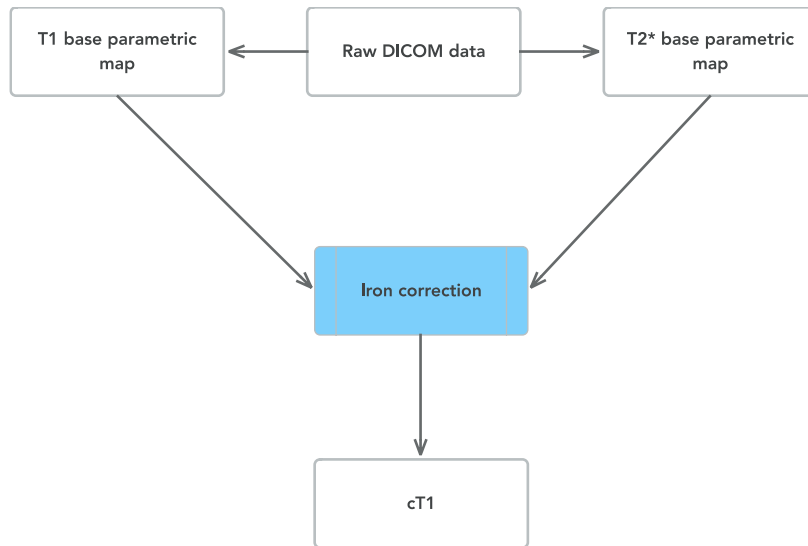 T1 base parametric
map
Raw DICOM data
T2* base parametric
map
Iron correction
cT1